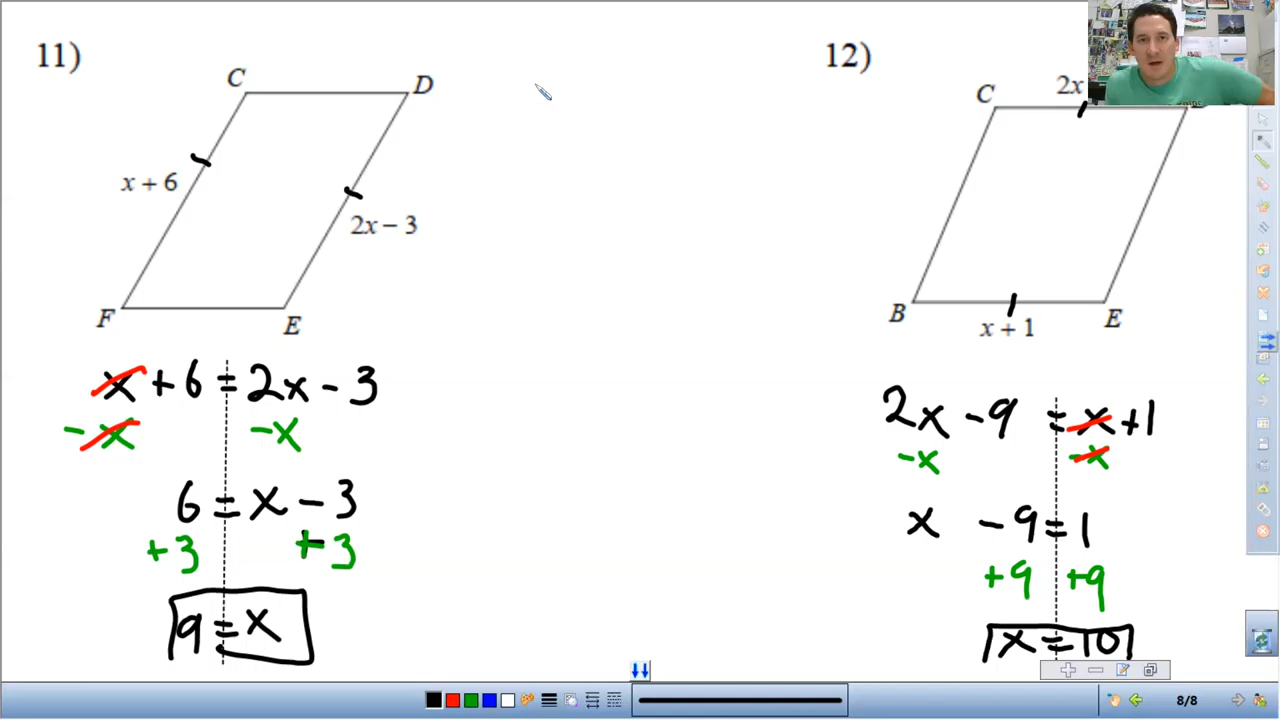 11)
C
D
x + 6
2x − 3
F
E
x + 6 = 2x - 3
-x -x
6 = x - 3
+3 +3
9 = x
12)
C
2x
B
E
x + 1
2x - 9 = x + 1
-x -x
x - 9 = 1
+9 +9
x = 10
8/8